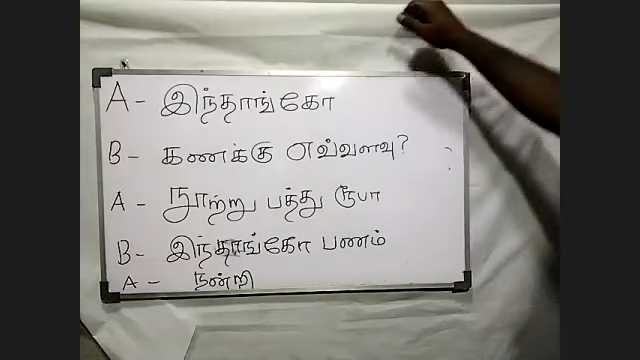 A - இந்தாங்கோ
B - கணக்கு எவ்வளவு?
A - நூற்று பத்து ரூபா
B - இந்தாங்கோ பணம்
A - நன்றி